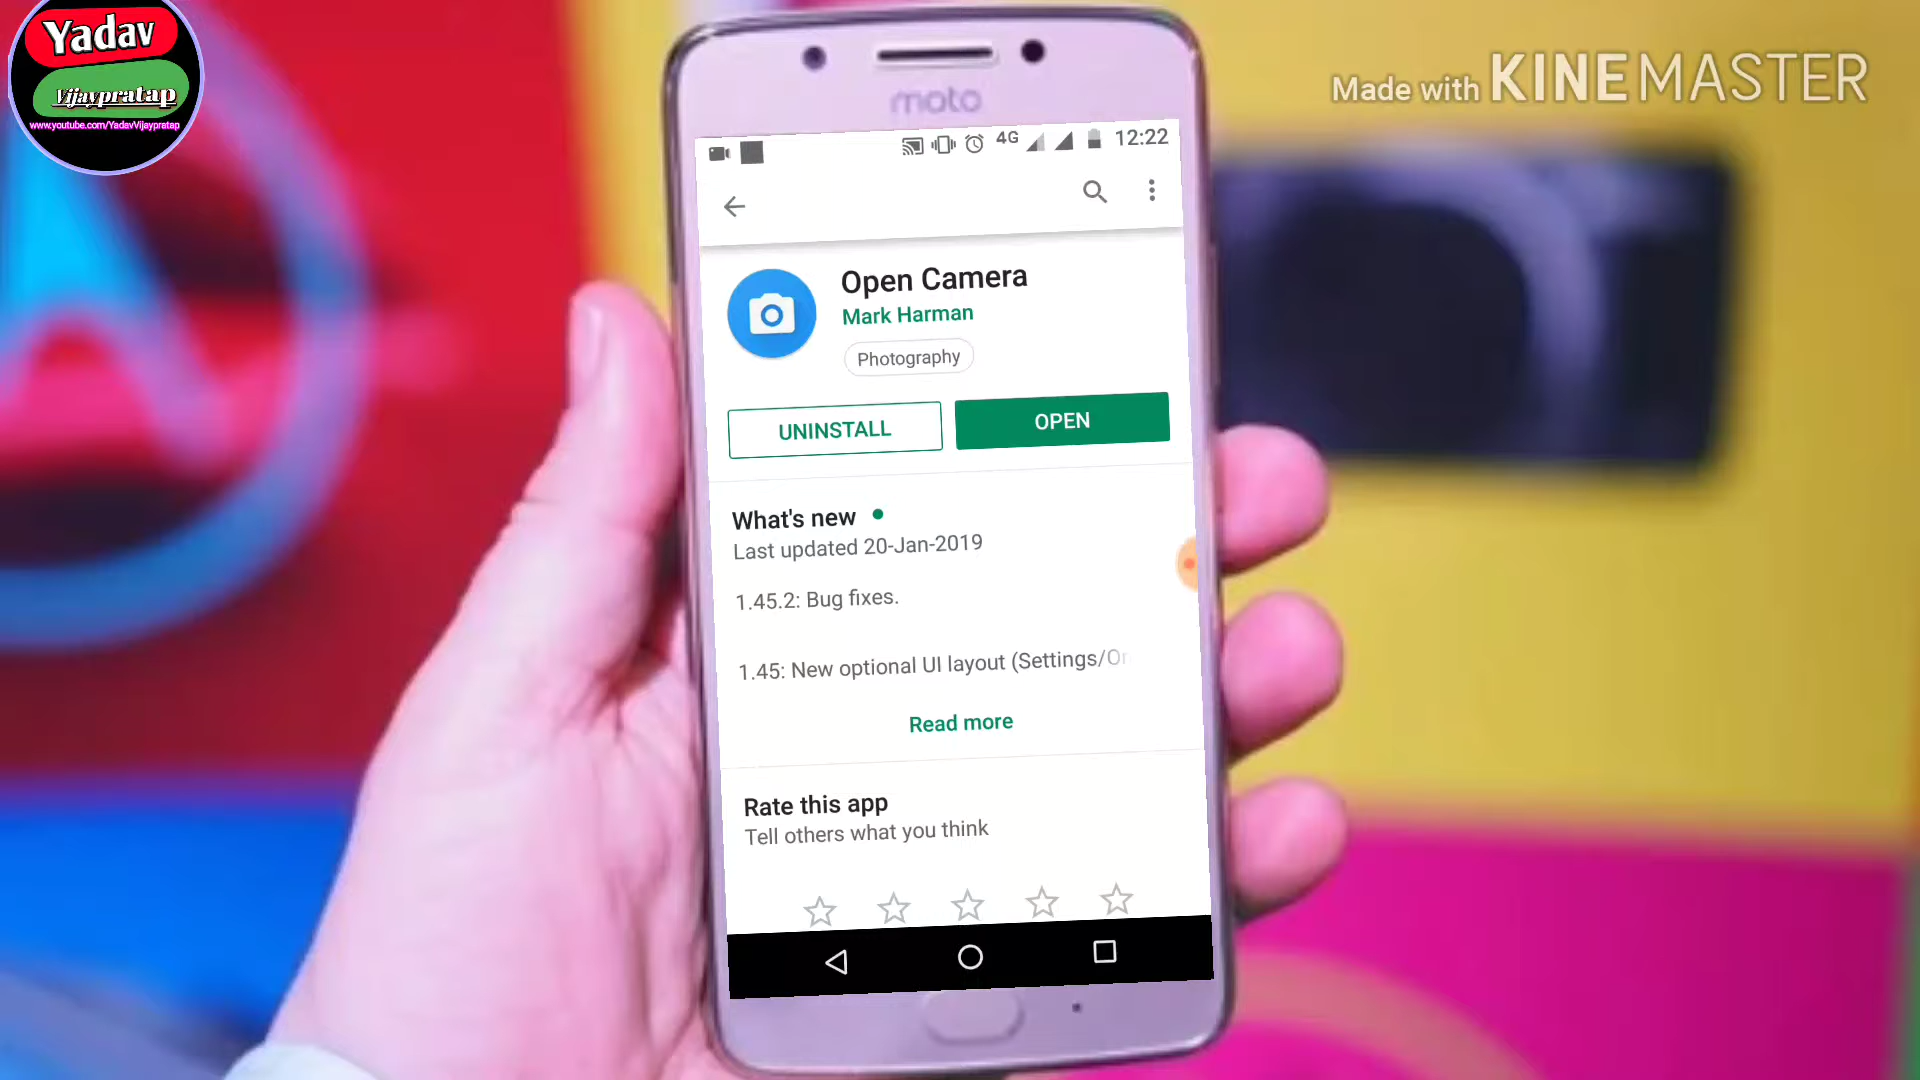 Yadav
Vijaypratap
www.youtube.com/YadavVijaypratap
Made with KINEMASTER
moto
4G 12:22
Open Camera
Mark Harman
Photography
UNINSTALL
OPEN
What's new
Last updated 20-Jan-2019
1.45.2: Bug fixes.
1.45: New optional UI layout (Settings/
Read more
Rate this app
Tell others what you think